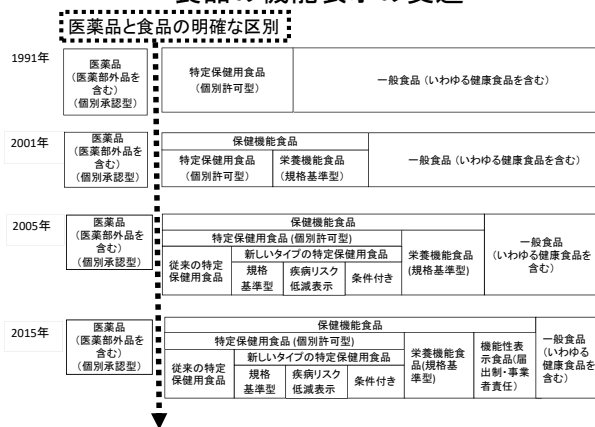 医薬品と食品の明確な区別
1991年
医薬品
(医薬部外品を
含む)
(個別承認型)
特定保健用食品
(個別許可型)
一般食品 (いわゆる健康食品を含む)
2001年
医薬品
(医薬部外品を
含む)
(個別承認型)
保健機能食品
特定保健用食品
(個別許可型)
栄養機能食品
(規格基準型)
一般食品 (いわゆる健康食品を含む)
2005年
医薬品
(医薬部外品を
含む)
(個別承認型)
保健機能食品
特定保健用食品 (個別許可型)
従来の特定
保健用食品
新しいタイプの特定保健用食品
規格
基準型
疾病リスク
低減表示
条件付き
栄養機能食品
(規格基準型)
一般食品
(いわゆる健康食品を
含む)
2015年
医薬品
(医薬部外品を
含む)
(個別承認型)
保健機能食品
特定保健用食品 (個別許可型)
従来の特定
保健用食品
新しいタイプの特定保健用食品
規格
基準型
疾病リスク
低減表示
条件付き
栄養機能食
品(規格基
準型)
機能性表
示食品(届
出制・事業
者責任)
一般食品
(いわゆる
健康食品を
含む)